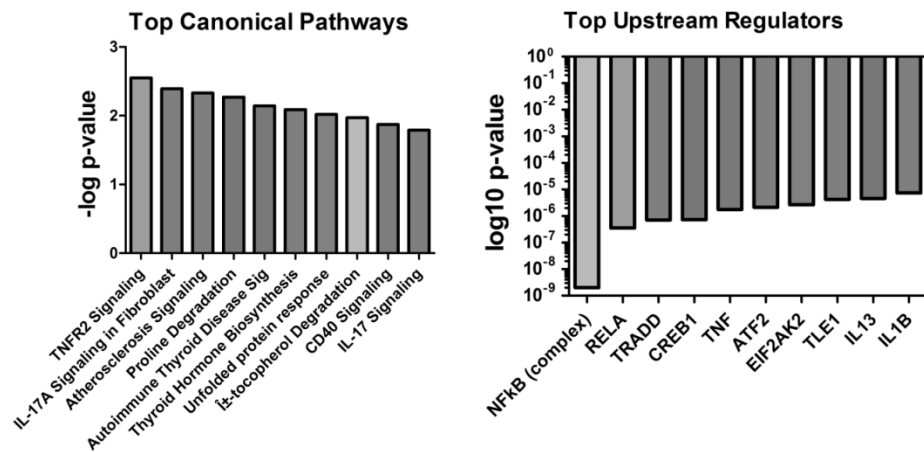 Top Canonical Pathways
-log p-value
3
2
1
0
TNFR2 Signaling
IL-17A Signaling in Fibroblast
Atherosclerosis Signaling
Proline Degradation
Autoimmune Thyroid Disease Sig
Thyroid Hormone Biosynthesis
Unfolded protein response
α-tocopherol Degradation
CD40 Signaling
IL-17 Signaling
Top Upstream Regulators
log10 p-value
10⁰
10⁻¹
10⁻²
10⁻³
10⁻⁴
10⁻⁵
10⁻⁶
10⁻⁷
10⁻⁸
10⁻⁹
NFkB (complex)
RELA
TRADD
CREB1
TNF
ATF2
EIF2AK2
TLE1
IL13
IL1B